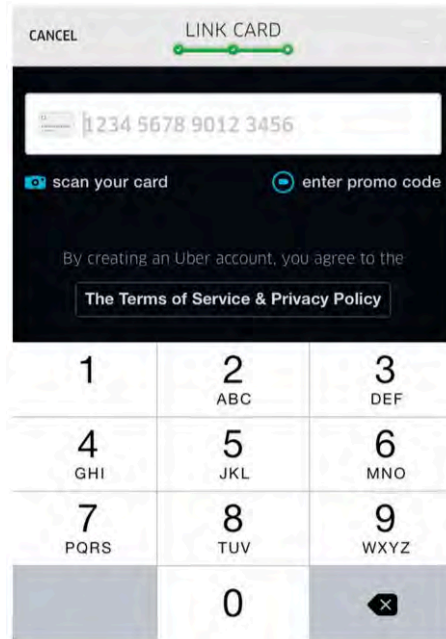 CANCEL LINK CARD
1234 5678 9012 3456
scan your card enter promo code
By creating an Uber account, you agree to the
The Terms of Service & Privacy Policy
1 2 3
ABC DEF
4 5 6
GHI JKL MNO
7 8 9
PQRS TUV WXYZ
0